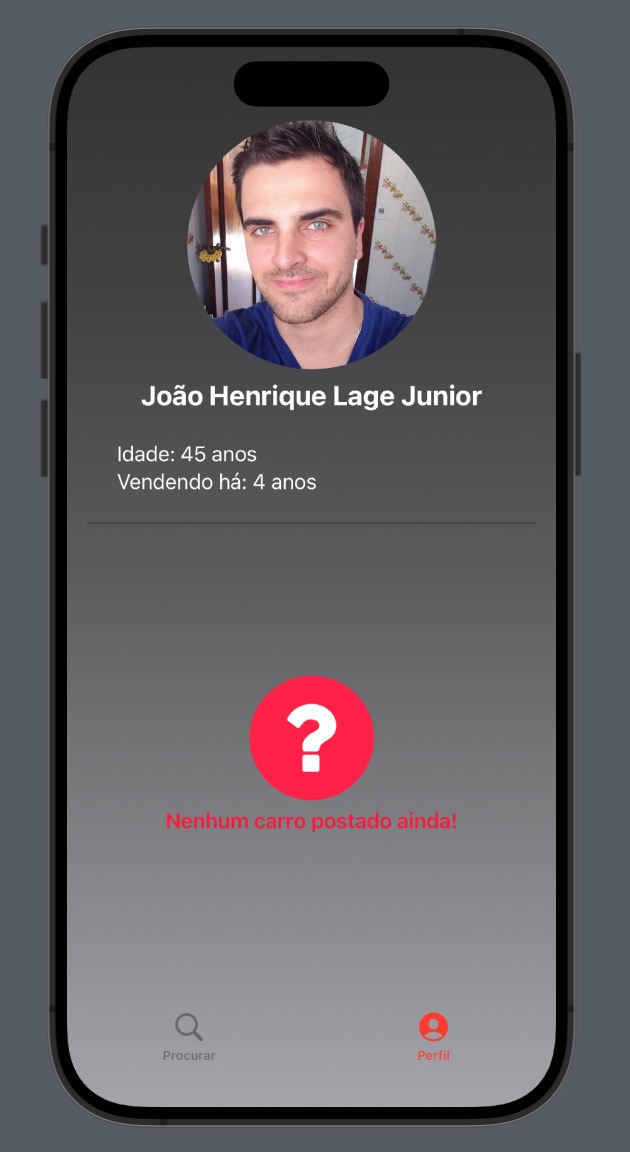 João Henrique Lage Junior
Idade: 45 anos
Vendendo há: 4 anos
?
Nenhum carro postado ainda!
Procurar
Perfil